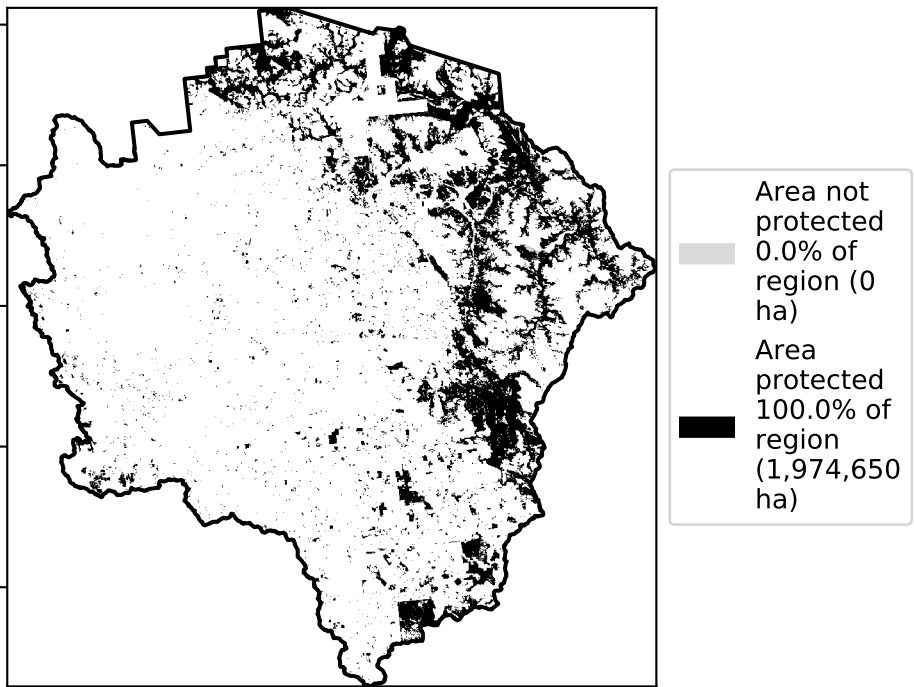 Area not
protected
0.0% of
region (0
ha)
Area
protected
100.0% of
region
(1,974,650
ha)